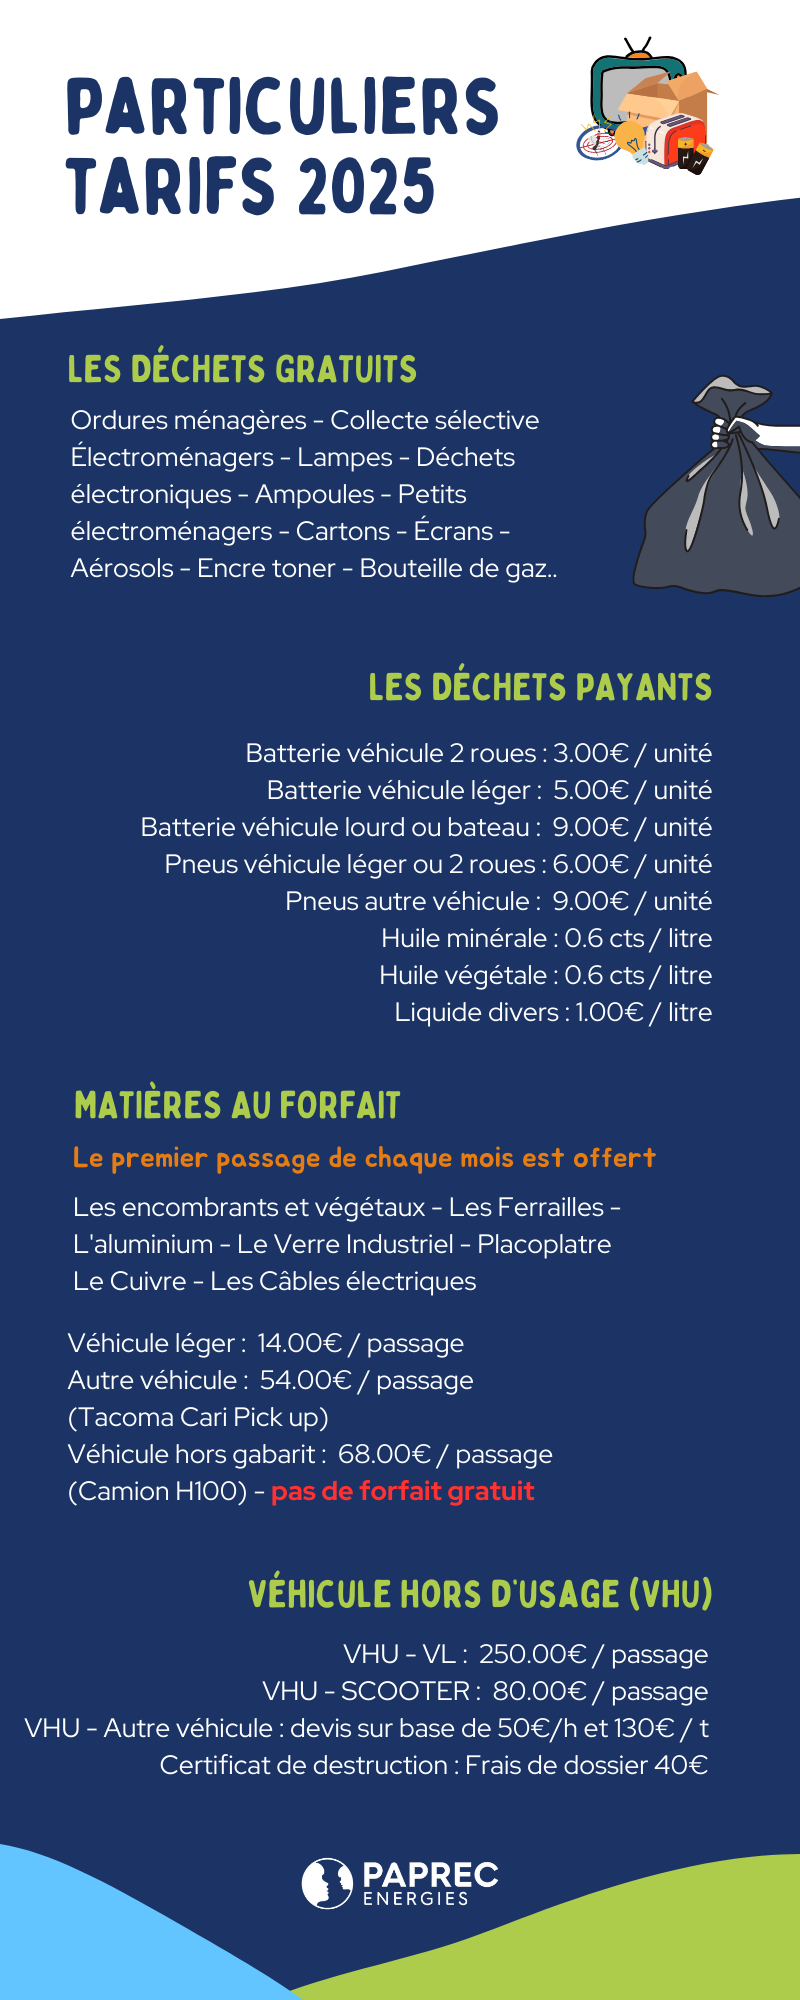 PARTICULIERS
TARIFS 2025
LES DÉCHETS GRATUITS
Ordures ménagères - Collecte sélective
Électroménagers - Lampes - Déchets
électroniques - Ampoules - Petits
électroménagers - Cartons - Écrans -
Aérosols - Encre toner - Bouteille de gaz..
LES DÉCHETS PAYANTS
Batterie véhicule 2 roues : 3.00€ / unité
Batterie véhicule léger : 5.00€ / unité
Batterie véhicule lourd ou bateau : 9.00€ / unité
Pneus véhicule léger ou 2 roues : 6.00€ / unité
Pneus autre véhicule : 9.00€ / unité
Huile minérale : 0.6 cts / litre
Huile végétale : 0.6 cts / litre
Liquide divers : 1.00€ / litre
MATIÈRES AU FORFAIT
Le premier passage de chaque mois est offert
Les encombrants et végétaux - Les Ferrailles -
L'aluminium - Le Verre Industriel - Placoplatre
Le Cuivre - Les Câbles électriques
Véhicule léger : 14.00€ / passage
Autre véhicule : 54.00€ / passage
(Tacoma Cari Pick up)
Véhicule hors gabarit : 68.00€ / passage
(Camion H100) - pas de forfait gratuit
VÉHICULE HORS D'USAGE (VHU)
VHU - VL : 250.00€ / passage
VHU - SCOOTER : 80.00€ / passage
VHU - Autre véhicule : devis sur base de 50€/h et 130€ / t
Certificat de destruction : Frais de dossier 40€
PAPREC
ENERGIES